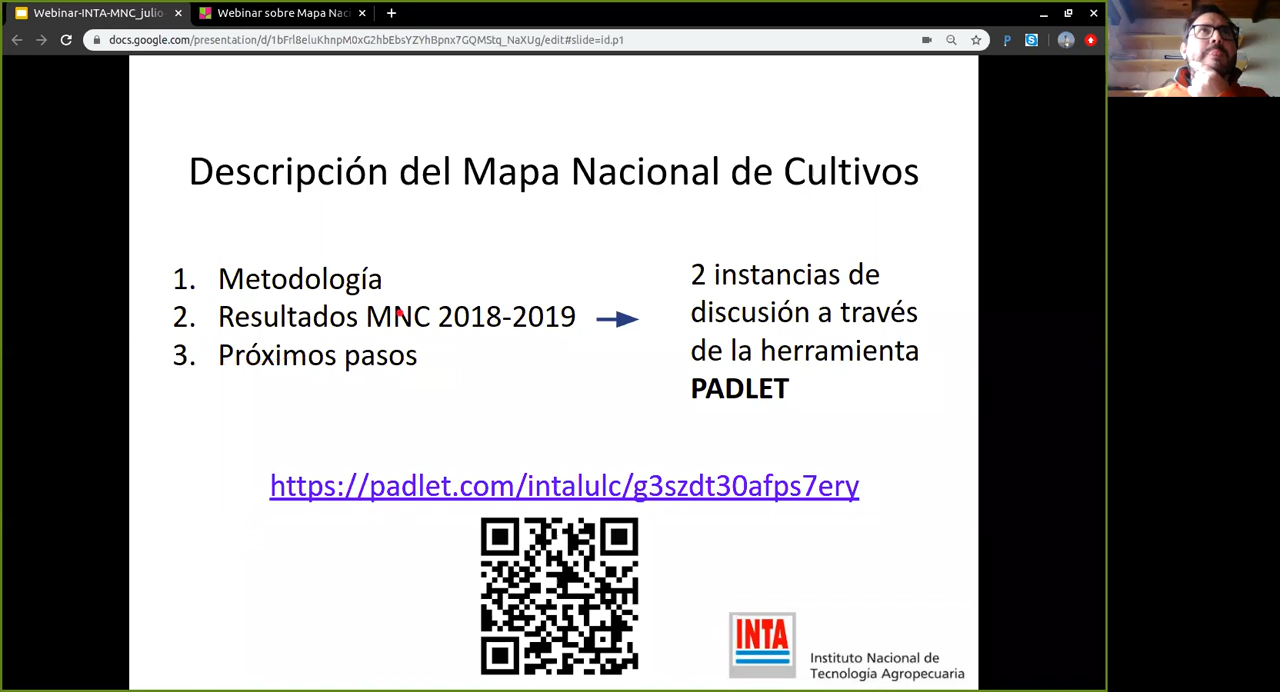 Webinar-INTA-MNC_julio
Webinar sobre Mapa Naci
docs.google.com/presentation/d/1bFrl8eluKhnpM0xG2hbEbsYZYhBpnx7GQMStq_NaXUg/edit#slide=id.p1
Descripción del Mapa Nacional de Cultivos
1. Metodología
2. Resultados MNC 2018-2019
3. Próximos pasos
2 instancias de
discusión a través
de la herramienta
PADLET
https://padlet.com/intalulc/g3szdt30afps7ery
INTA
Instituto Nacional de
Tecnología Agropecuaria